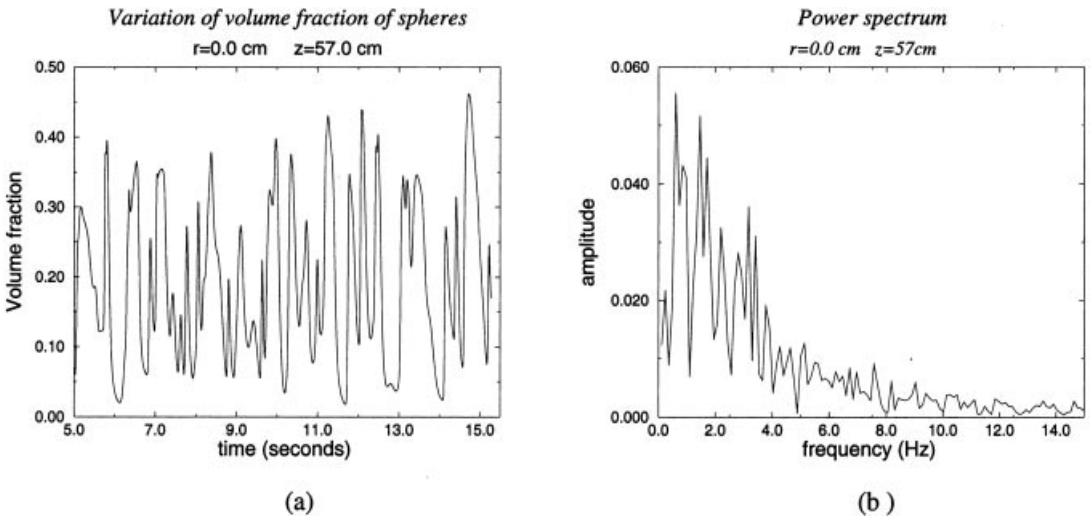 Variation of volume fraction of spheres
r=0.0 cm z=57.0 cm
Volume fraction
0.50
0.40
0.30
0.20
0.10
0.00
5.0 7.0 9.0 11.0 13.0 15.0
time (seconds)
(a)
Power spectrum
r=0.0 cm z=57cm
amplitude
0.060
0.040
0.020
0.000
0.0 2.0 4.0 6.0 8.0 10.0 12.0 14.0
frequency (Hz)
(b )